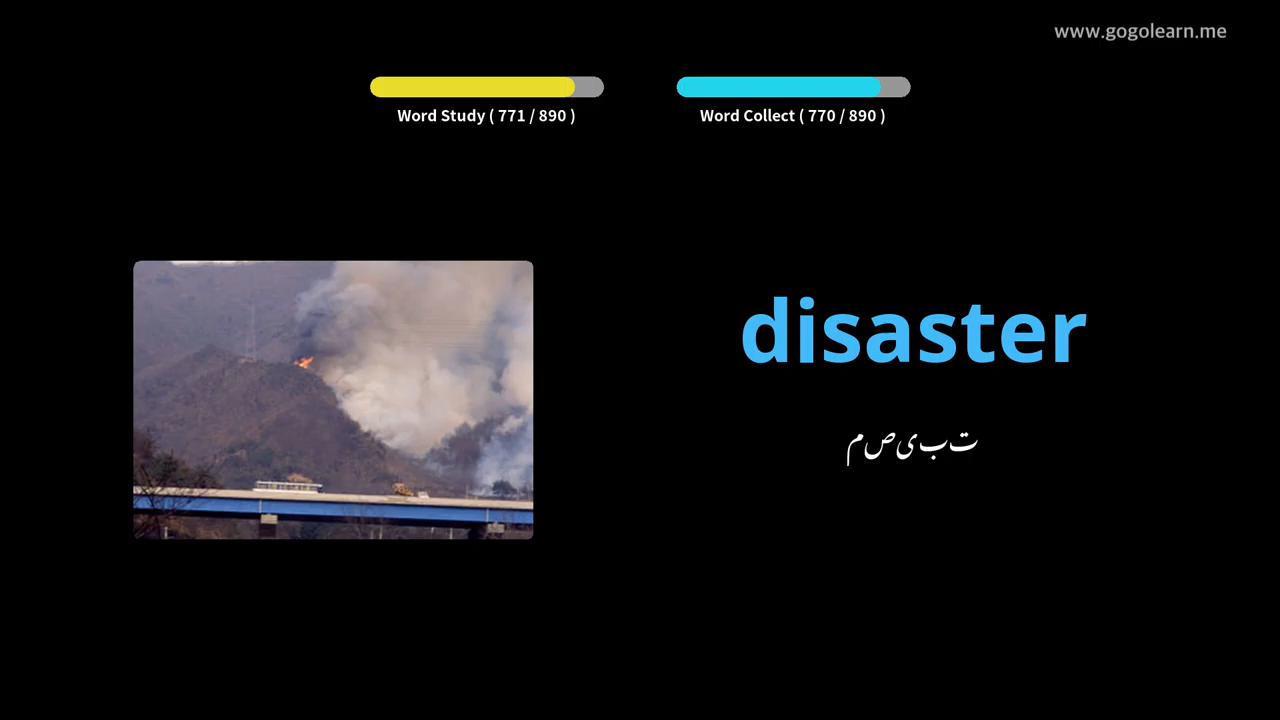 www.gogolearn.me
Word Study ( 771 / 890 )
Word Collect ( 770 / 890 )
disaster
مصیبت